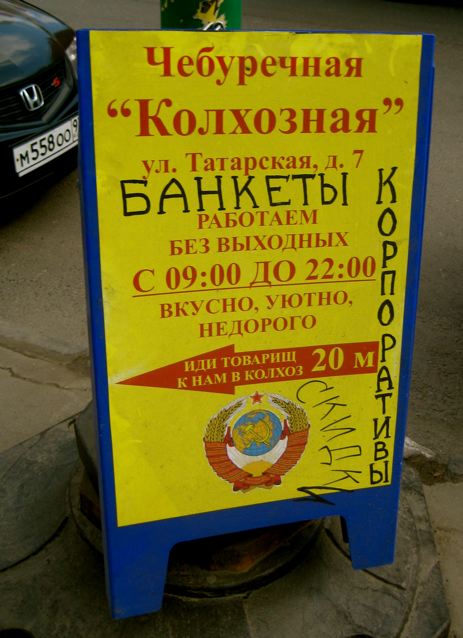 Чебуречная
“Колхозная”
ул. Татарская, д. 7
БАНКЕТЫ
РАБОТАЕМ
БЕЗ ВЫХОДНЫХ
С 09:00 ДО 22:00
ВКУСНО, УЮТНО,
НЕДОРОГО
ИДИ ТОВАРИЩ
К НАМ В КОЛХОЗ 20 м
КОРПОРАТИВЫ
СКИДКИ
М558ОО